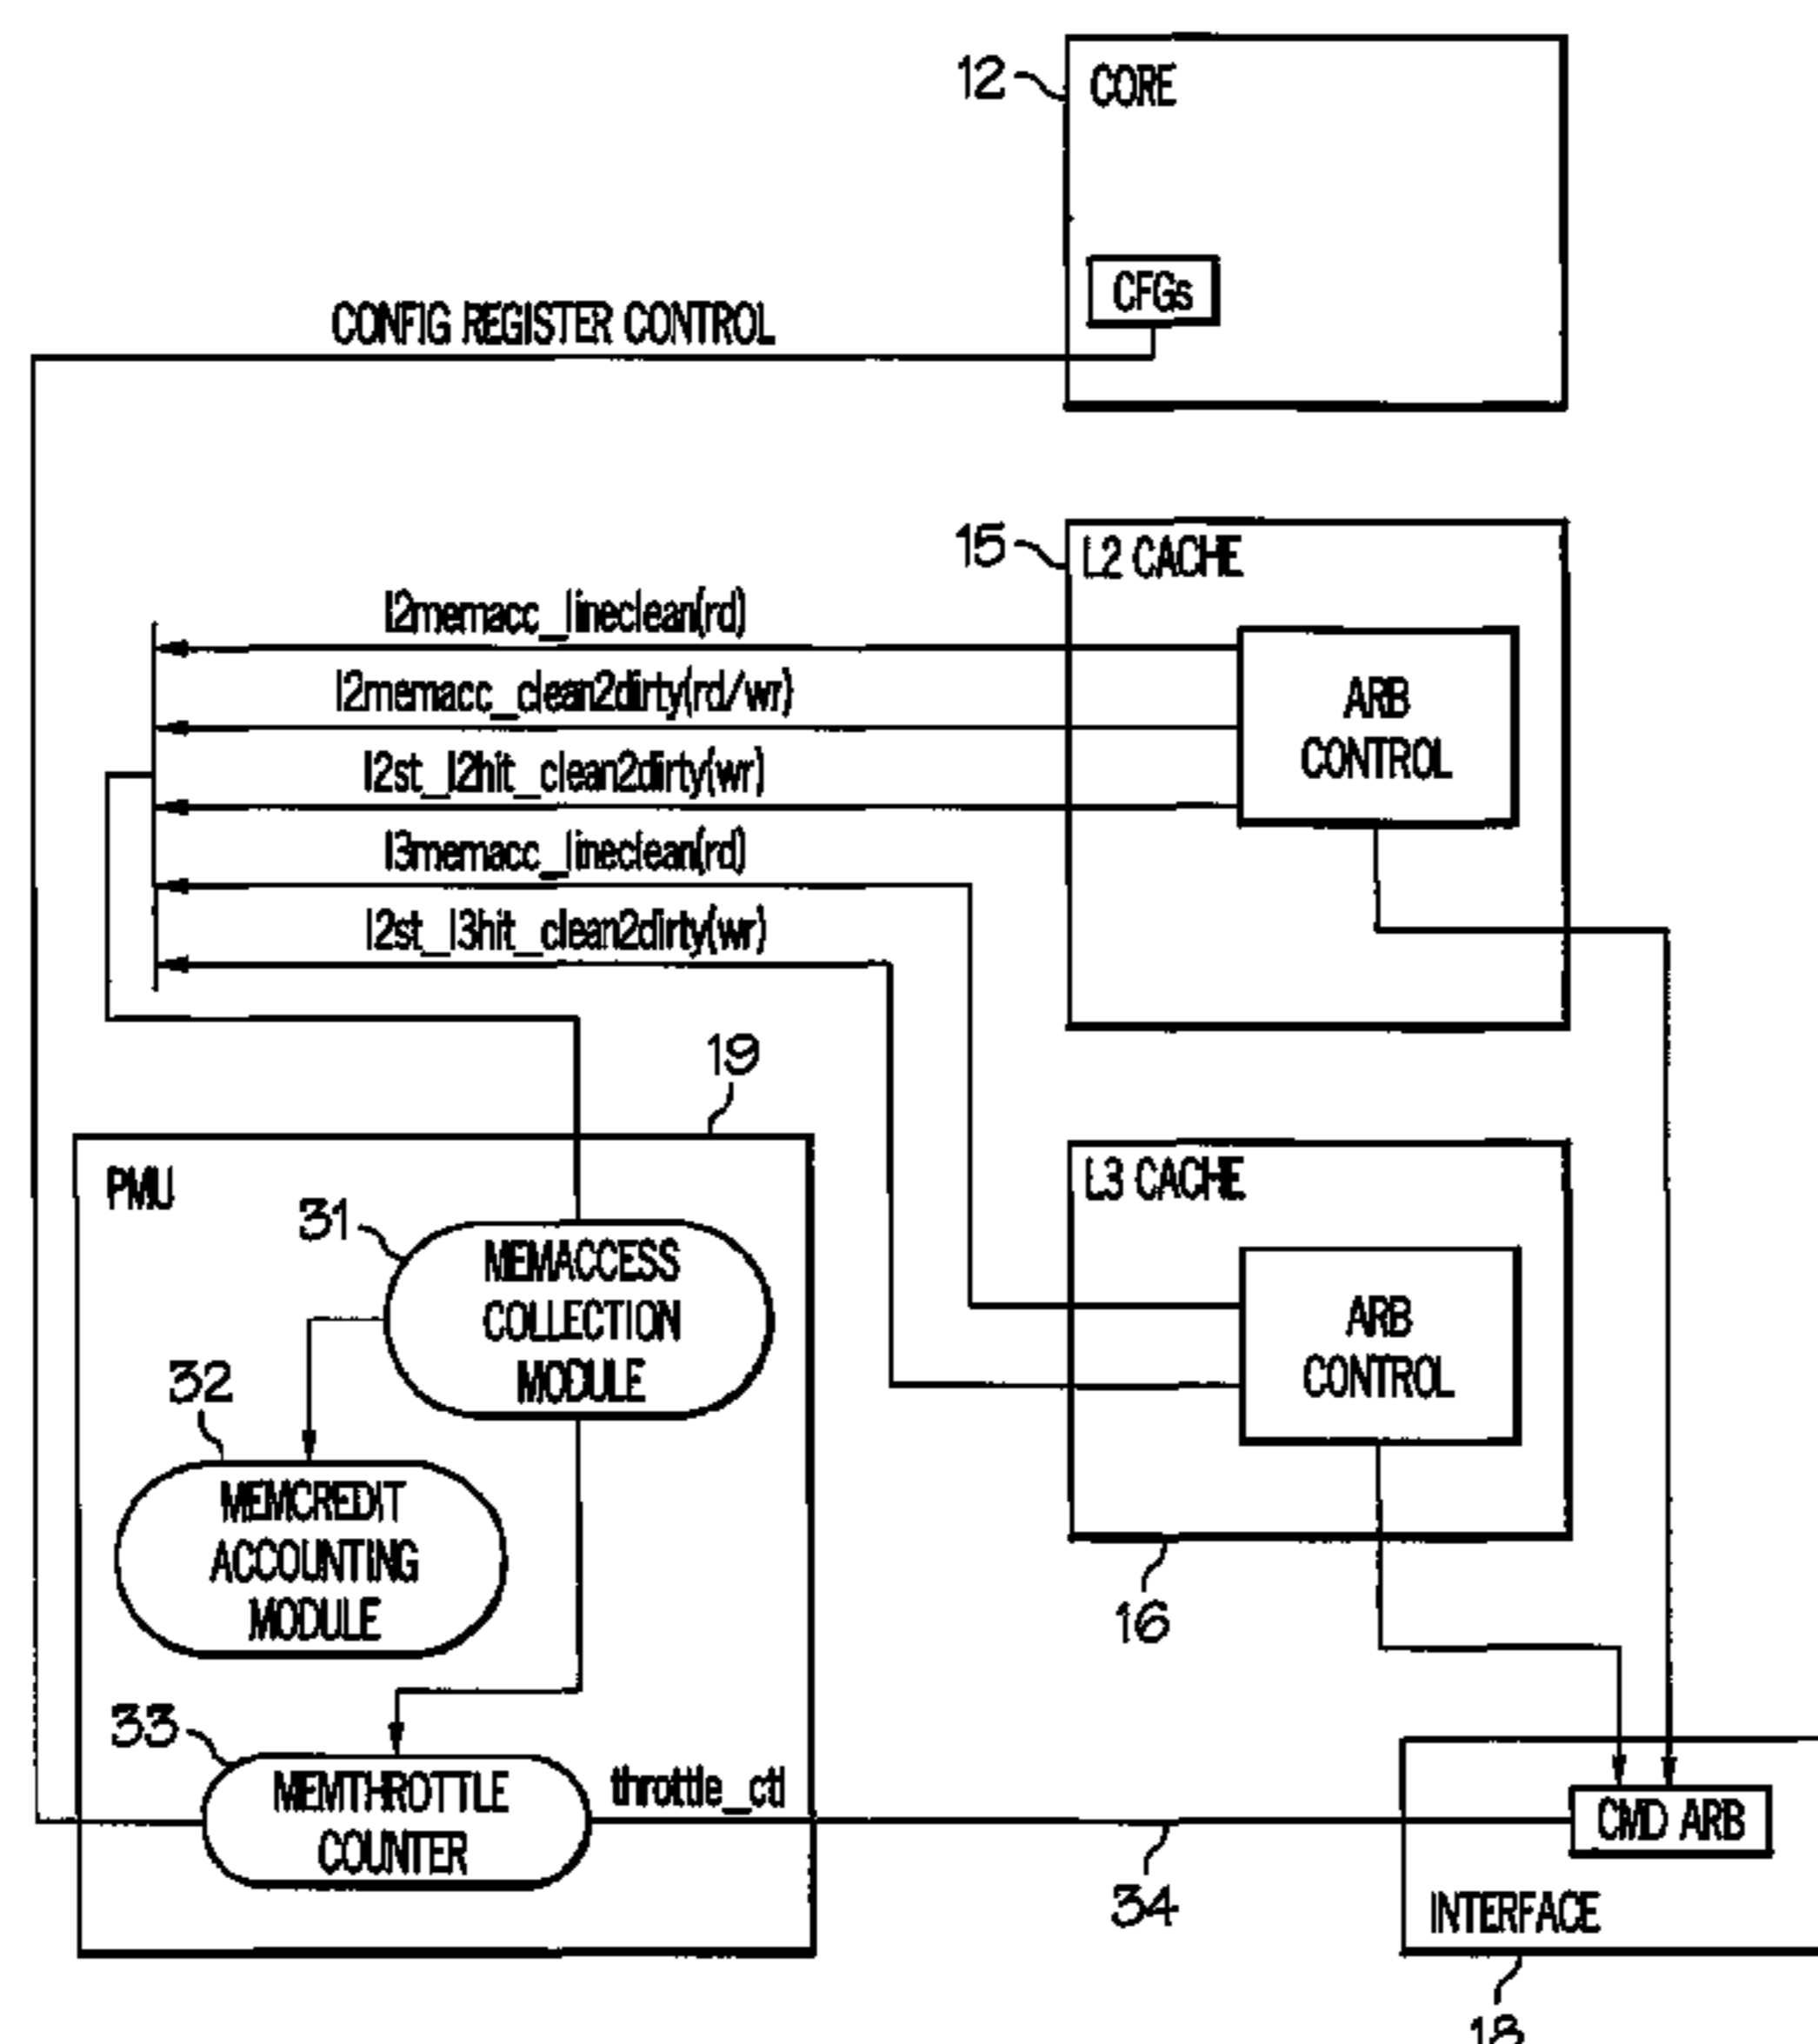 12
CORE
CFGs
CONFIG REGISTER CONTROL
15
L2 CACHE
l2memacc_lineclean(rd)
l2memacc_clean2dirty(rd/wr)
ARB
CONTROL
l2st_l2hit_clean2dirty(wr)
l3memacc_lineclean(rd)
l2st_l3hit_clean2dirty(wr)
19
PMU
L3 CACHE
31
MEMACCESS
COLLECTION
MODULE
ARB
CONTROL
32
MEMCREDIT
ACCOUNTING
MODULE
16
33
MEMTHROTTLE
COUNTER
throttle_ctl
34
CMD ARB
INTERFACE
18